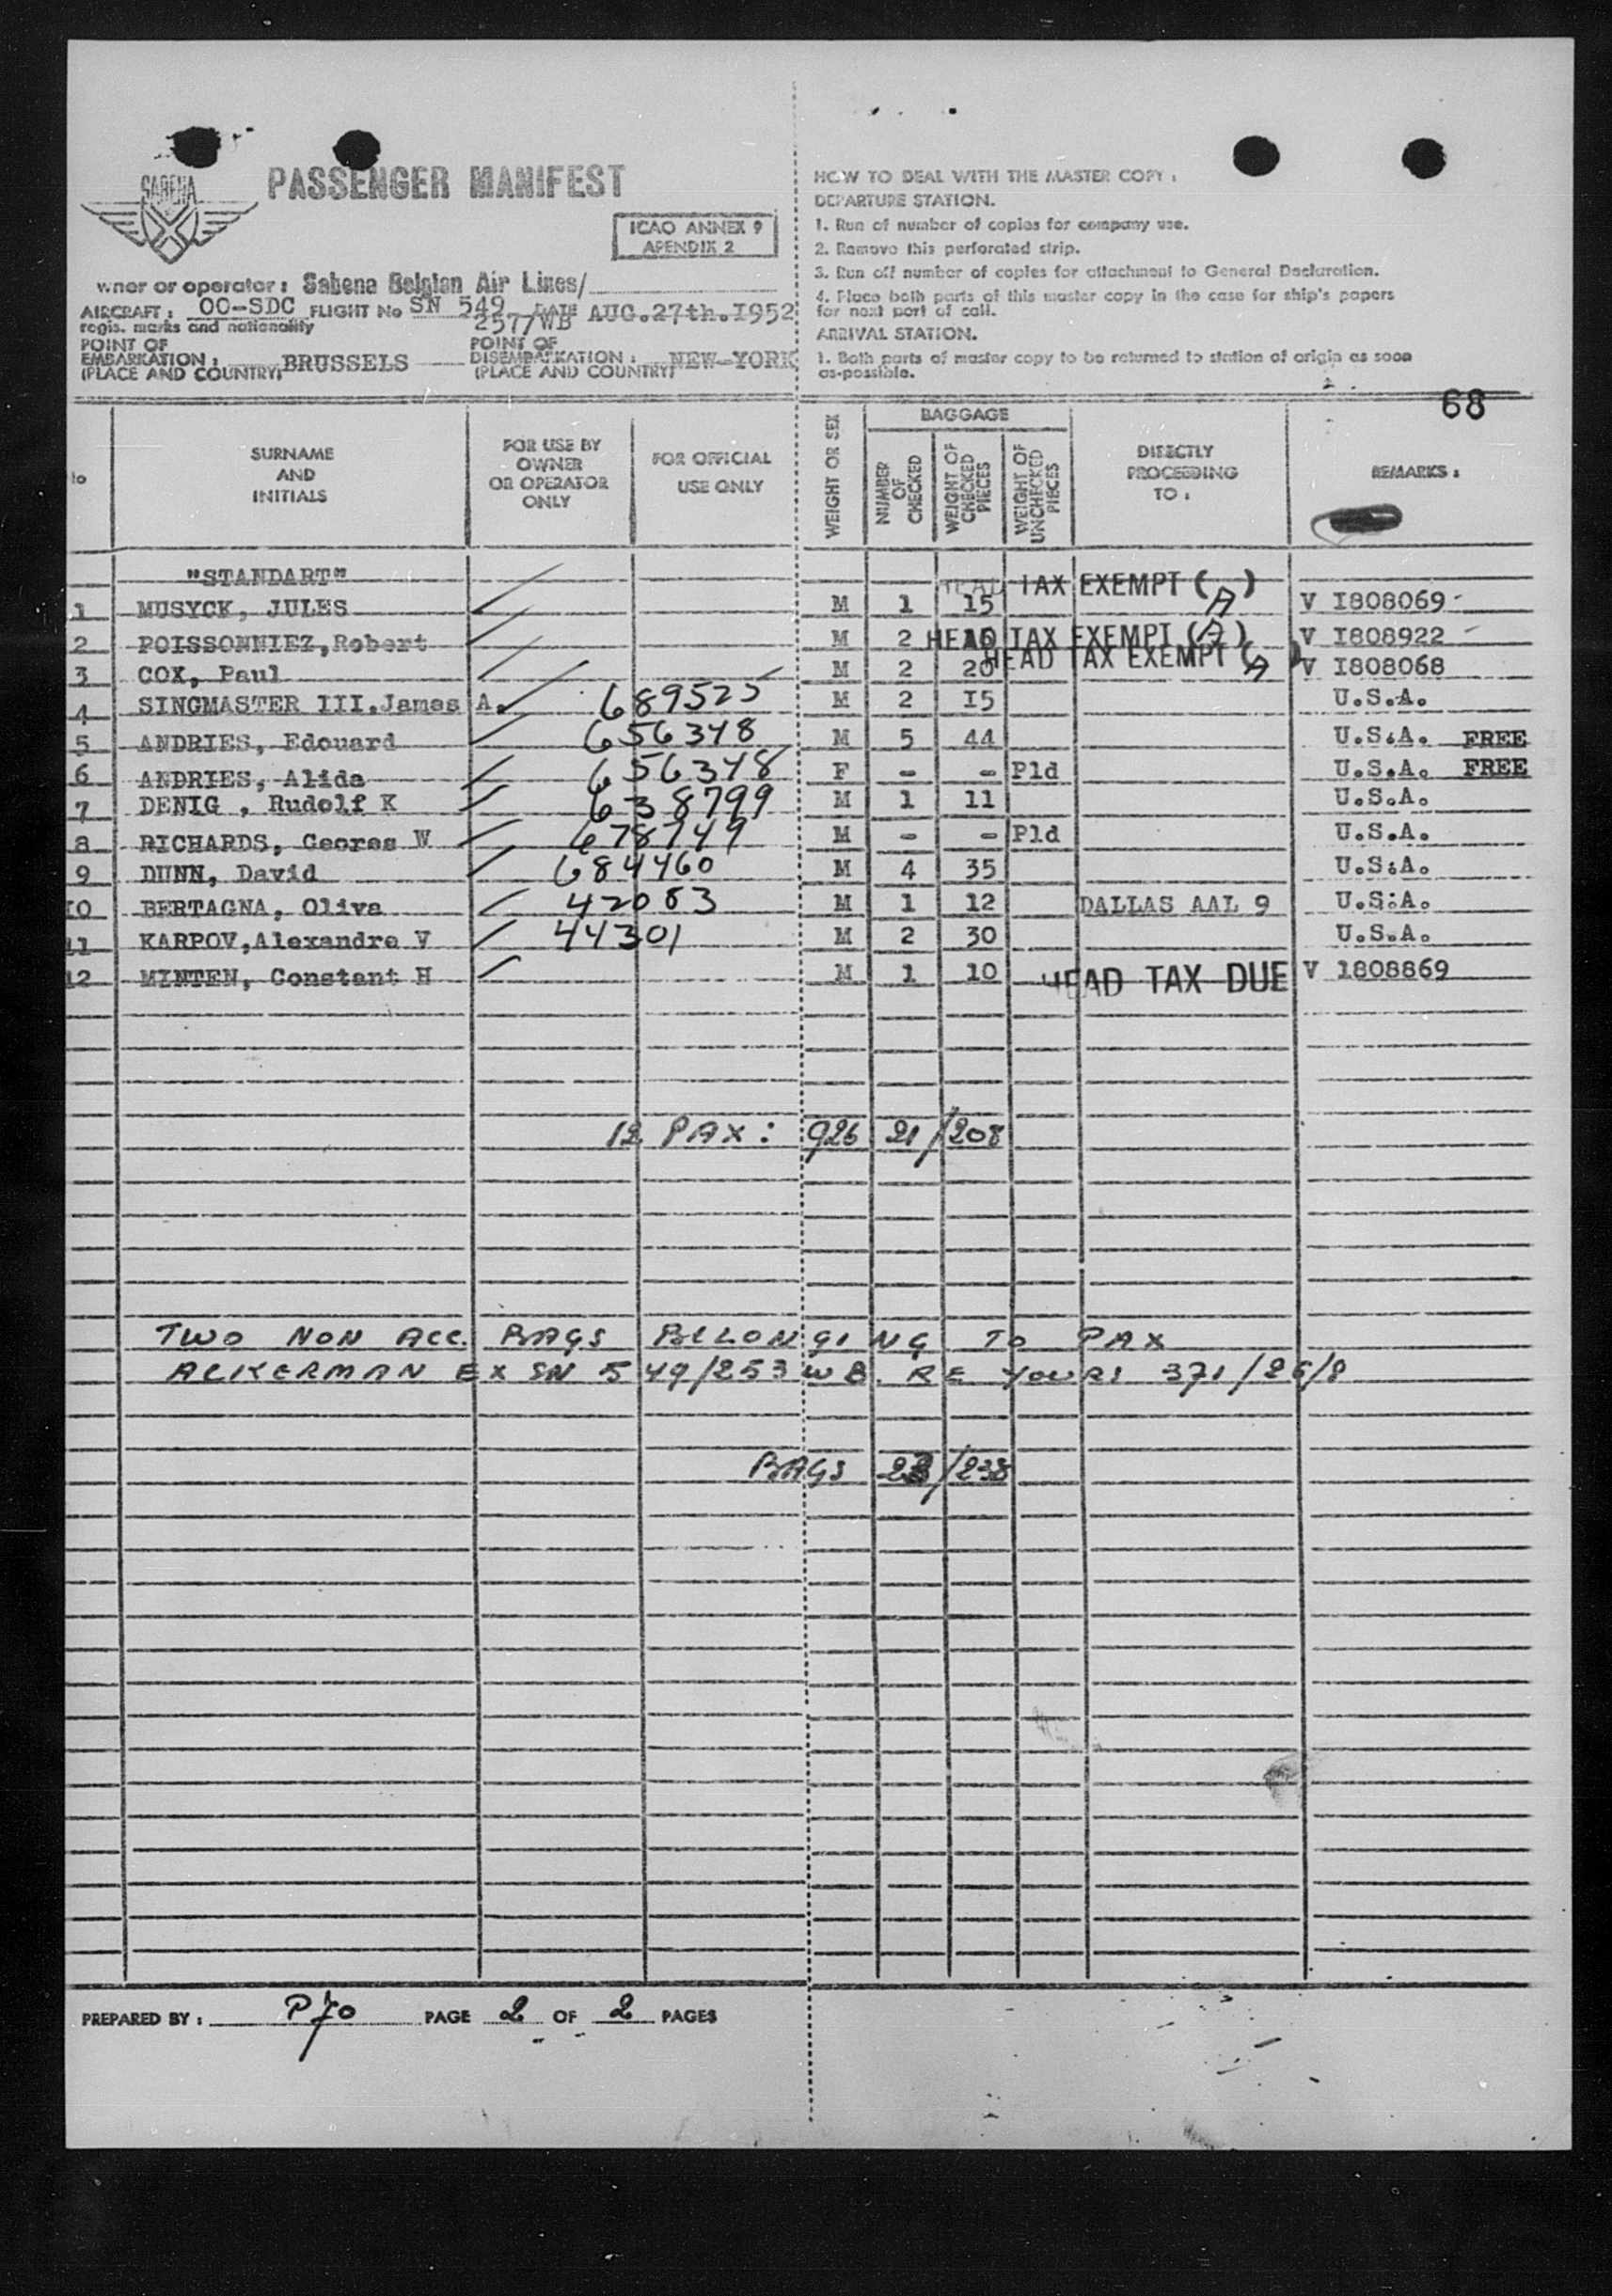 SABENA
PASSENGER MANIFEST
ICAO ANNEX 9
APENDIX 2
wner or operator: Sabena Belgian Air Lines/
AIRCRAFT: OO-SDC FLIGHT No SN 549 DATE AUG.27th.I952
regis. marks and nationality 257/WB
POINT OF EMBARKATION: BRUSSELS POINT OF DISEMBARKATION: NEW-YORK
(PLACE AND COUNTRY) (PLACE AND COUNTRY)
HOW TO DEAL WITH THE MASTER COPY:
DEPARTURE STATION.
1. Run of number of copies for company use.
2. Remove this perforated strip.
3. Run off number of copies for attachment to General Declaration.
4. Place both parts of this master copy in the case for ship's papers
for next port of call.
ARRIVAL STATION.
1. Both parts of master copy to be returned to station of origin as soon
as-possible.
68
No SURNAME AND INITIALS FOR USE BY OWNER OR OPERATOR ONLY FOR OFFICIAL USE ONLY WEIGHT OR SEX BAGGAGE NUMBER OF CHECKED WEIGHT OF CHECKED PIECES WEIGHT OF UNCHECKED PIECES DIRECTLY PROCEEDING TO: REMARKS:
"STANDART" HEAD TAX EXEMPT (A)
1 MUSYCK, JULES M 1 15 V I808069
2 POISSONNIEZ,Robert M 2 HEAD TAX EXEMPT (A) V I808922
3 COX, Paul M 2 20 HEAD TAX EXEMPT (A) V I808068
4 SINGMASTER III.James A. 689525 M 2 I5 U.S.A.
5 ANDRIES, Edouard 656348 M 5 44 U.S.A. FREE
6 ANDRIES, Alida 656348 F - - Pld U.S.A. FREE
7 DENIG , Rudolf K 638799 M 1 11 U.S.A.
8 RICHARDS, Geores W 678749 M - - Pld U.S.A.
9 DUNN, David 684460 M 4 35 U.S.A.
IO BERTAGNA, Oliva 42083 M 1 12 DALLAS AAL 9 U.S.A.
11 KARPOV,Alexandre V 44301 M 2 30 U.S.A.
12 MINTEN, Constant H M 1 10 HEAD TAX DUE V 1808869
12 PAX: 926 21/208
TWO NON ACC. BAGS BELONGING TO PAX
ACKERMAN EX SN 549/253 WB. RE YOURS 371/26/8
BAGS 23/238
PREPARED BY: PAGE 2 OF 2 PAGES